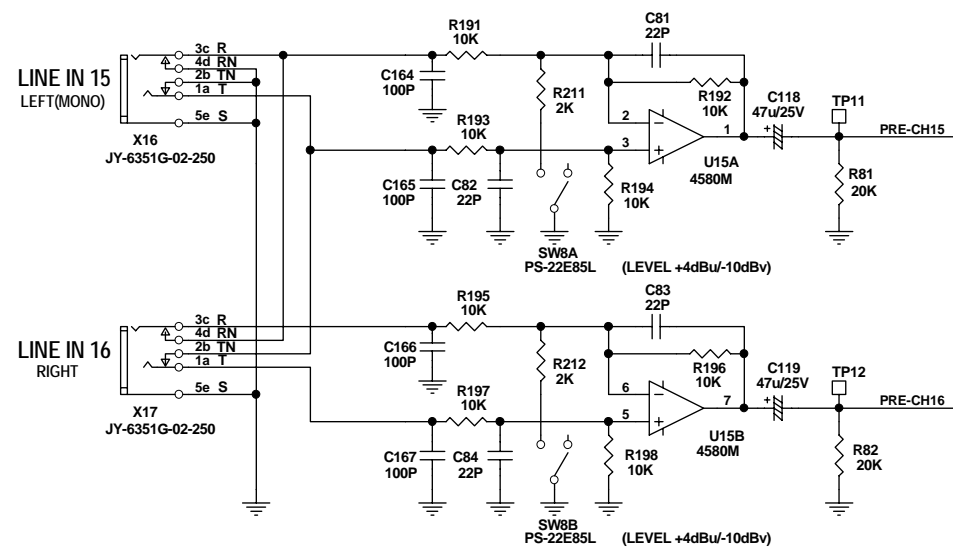 LINE IN 15
LEFT(MONO)
3c R
4d RN
2b TN
1a T
5e S
X16
JY-6351G-02-250
R191
10K
C164
100P
R193
10K
C165
100P
C82
22P
R211
2K
C81
22P
R192
10K
2
3
1
U15A
4580M
R194
10K
C118
47u/25V
+
TP11
PRE-CH15
R81
20K
SW8A
PS-22E85L
(LEVEL +4dBu/-10dBv)
LINE IN 16
RIGHT
3c R
4d RN
2b TN
1a T
5e S
X17
JY-6351G-02-250
R195
10K
C166
100P
R197
10K
C167
100P
C84
22P
R212
2K
C83
22P
R196
10K
6
5
7
U15B
4580M
R198
10K
C119
47u/25V
+
TP12
PRE-CH16
R82
20K
SW8B
PS-22E85L
(LEVEL +4dBu/-10dBv)